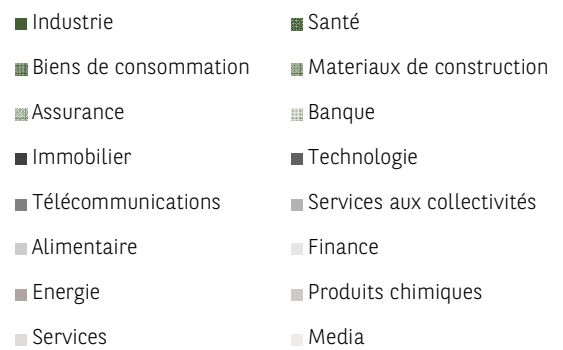 Industrie
Santé
Biens de consommation
Materiaux de construction
Assurance
Banque
Immobilier
Technologie
Télécommunications
Services aux collectivités
Alimentaire
Finance
Energie
Produits chimiques
Services
Media